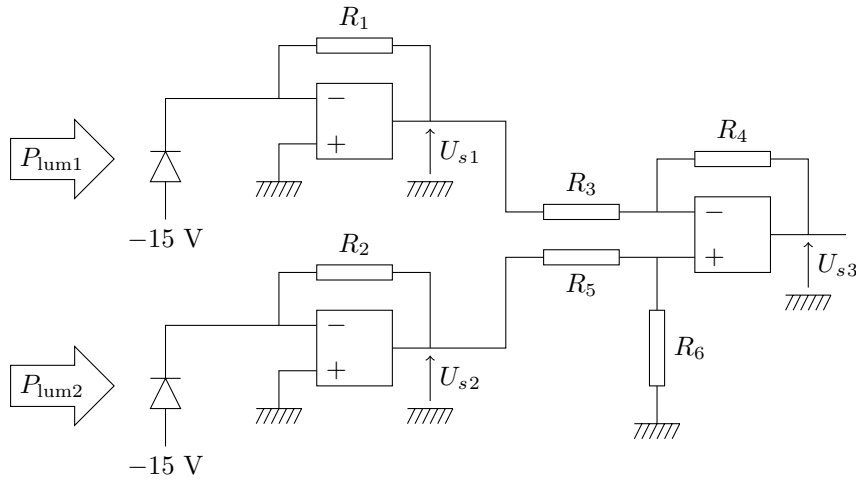 R1
−
+
Us1
Plum1
−15 V
R3
R4
−
+
Us3
R5
R6
R2
−
+
Us2
Plum2
−15 V